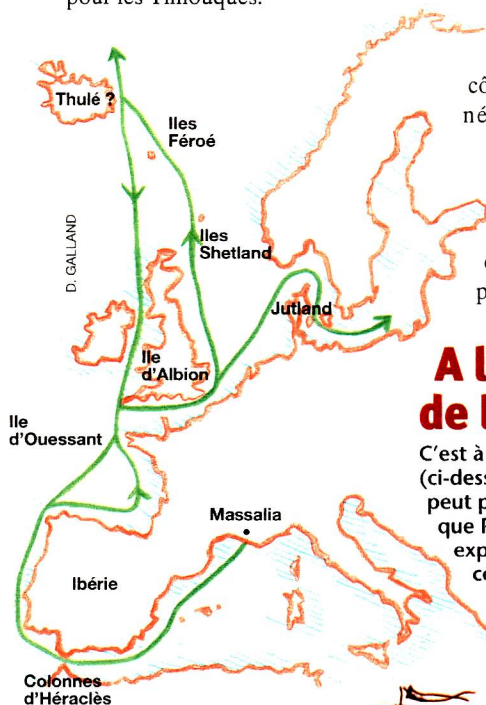 pour les Timouques.
Thulé ?
Iles
Féroé
D. GALLAND
Iles
Shetland
Jutland
Ile
d'Albion
Ile
d'Ouessant
Massalia
Ibérie
Colonnes
d'Héraclès
cô
né
p
A l
de l
C'est à
(ci-dess
peut p
que P
exp
co